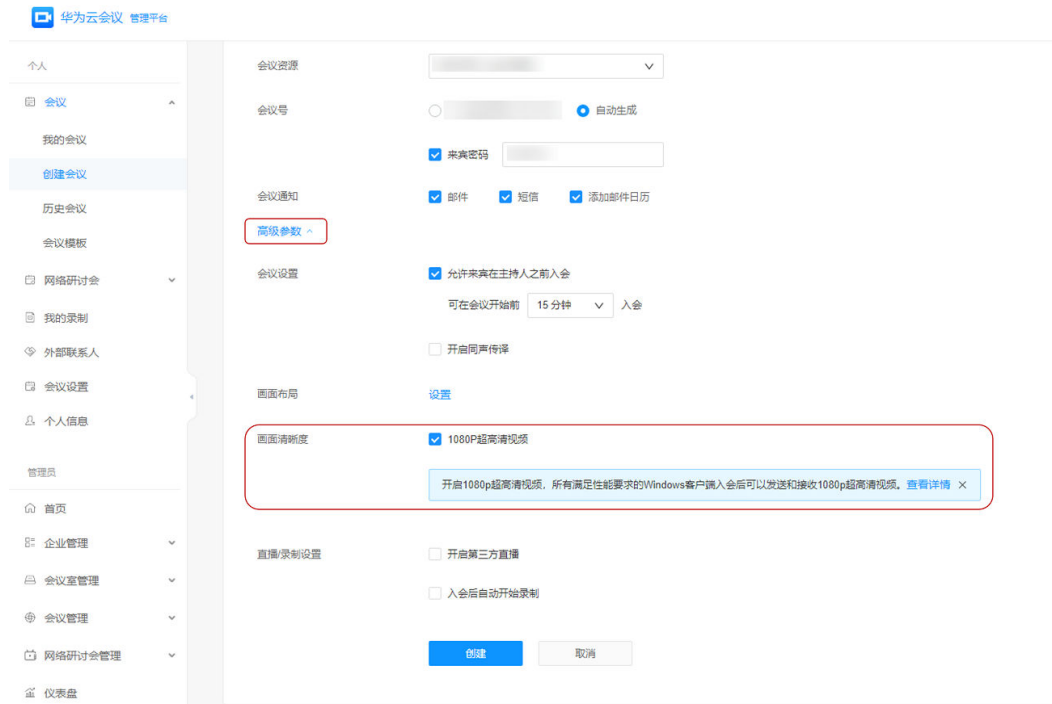 华为云会议 管理平台
个人
会议
我的会议
创建会议
历史会议
会议模板
网络研讨会
我的录制
外部联系人
会议设置
个人信息
管理员
首页
企业管理
会议室管理
会议管理
网络研讨会管理
仪表盘
会议资源
会议号 自动生成
来宾密码
会议通知 邮件 短信 添加邮件日历
高级参数
会议设置 允许来宾在主持人之前入会
可在会议开始前 15 分钟 入会
开启同声传译
画面布局 设置
画面清晰度 1080P超高清视频
开启1080p超高清视频，所有满足性能要求的Windows客户端入会后可以发送和接收1080p超高清视频。查看详情
直播/录制设置 开启第三方直播
入会后自动开始录制
创建 取消